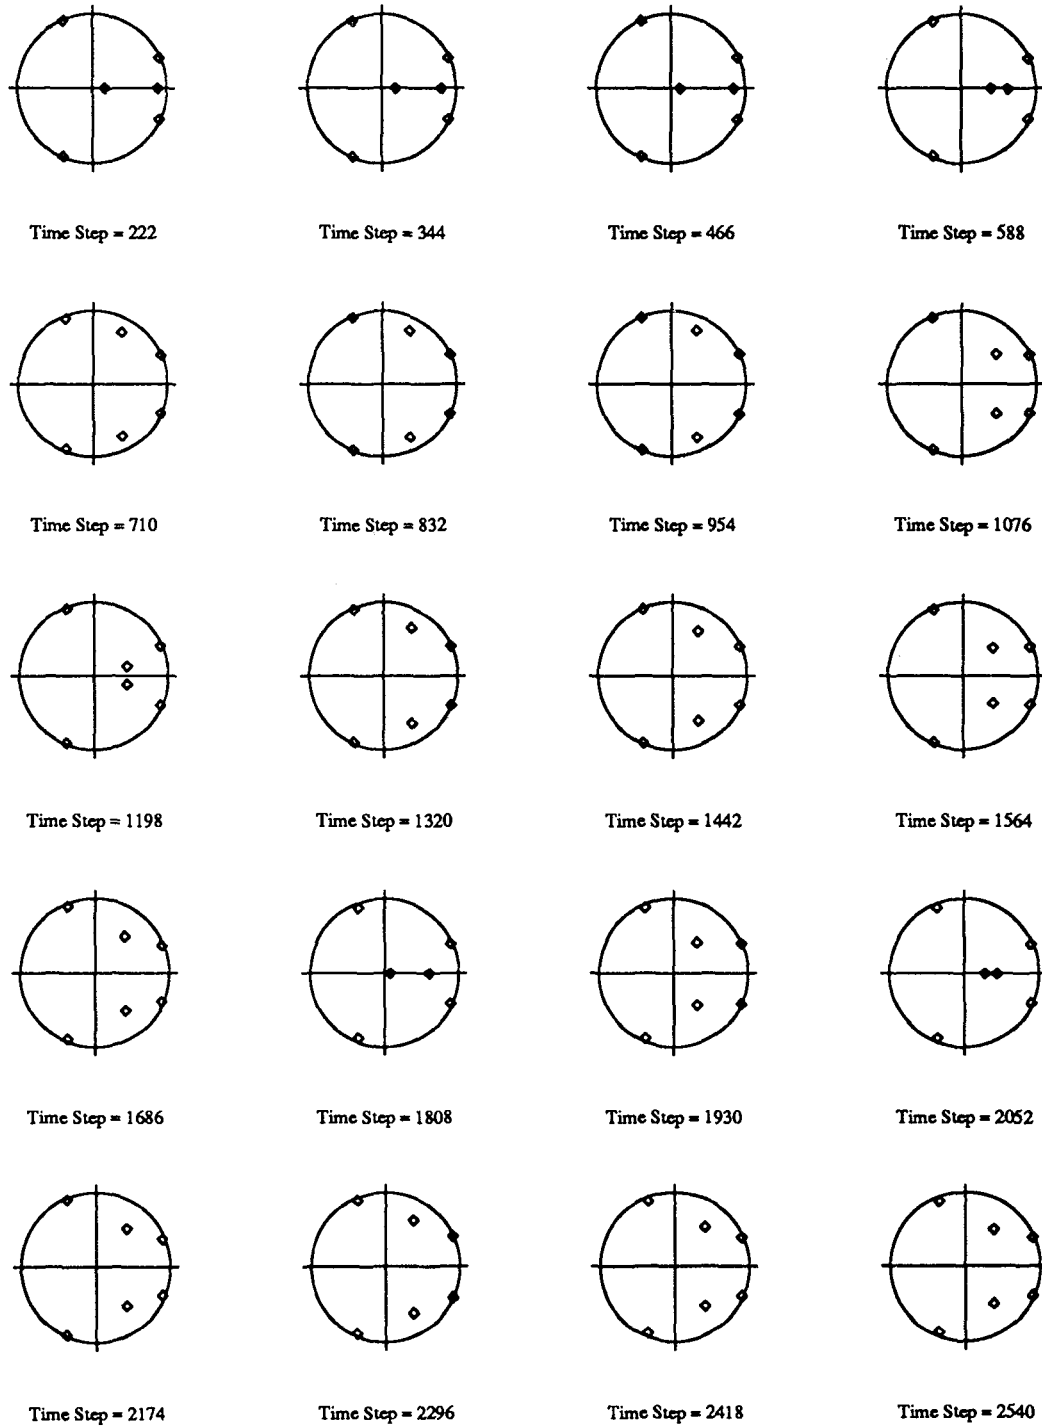 Time Step = 222
Time Step = 344
Time Step = 466
Time Step = 588
Time Step = 710
Time Step = 832
Time Step = 954
Time Step = 1076
Time Step = 1198
Time Step = 1320
Time Step = 1442
Time Step = 1564
Time Step = 1686
Time Step = 1808
Time Step = 1930
Time Step = 2052
Time Step = 2174
Time Step = 2296
Time Step = 2418
Time Step = 2540